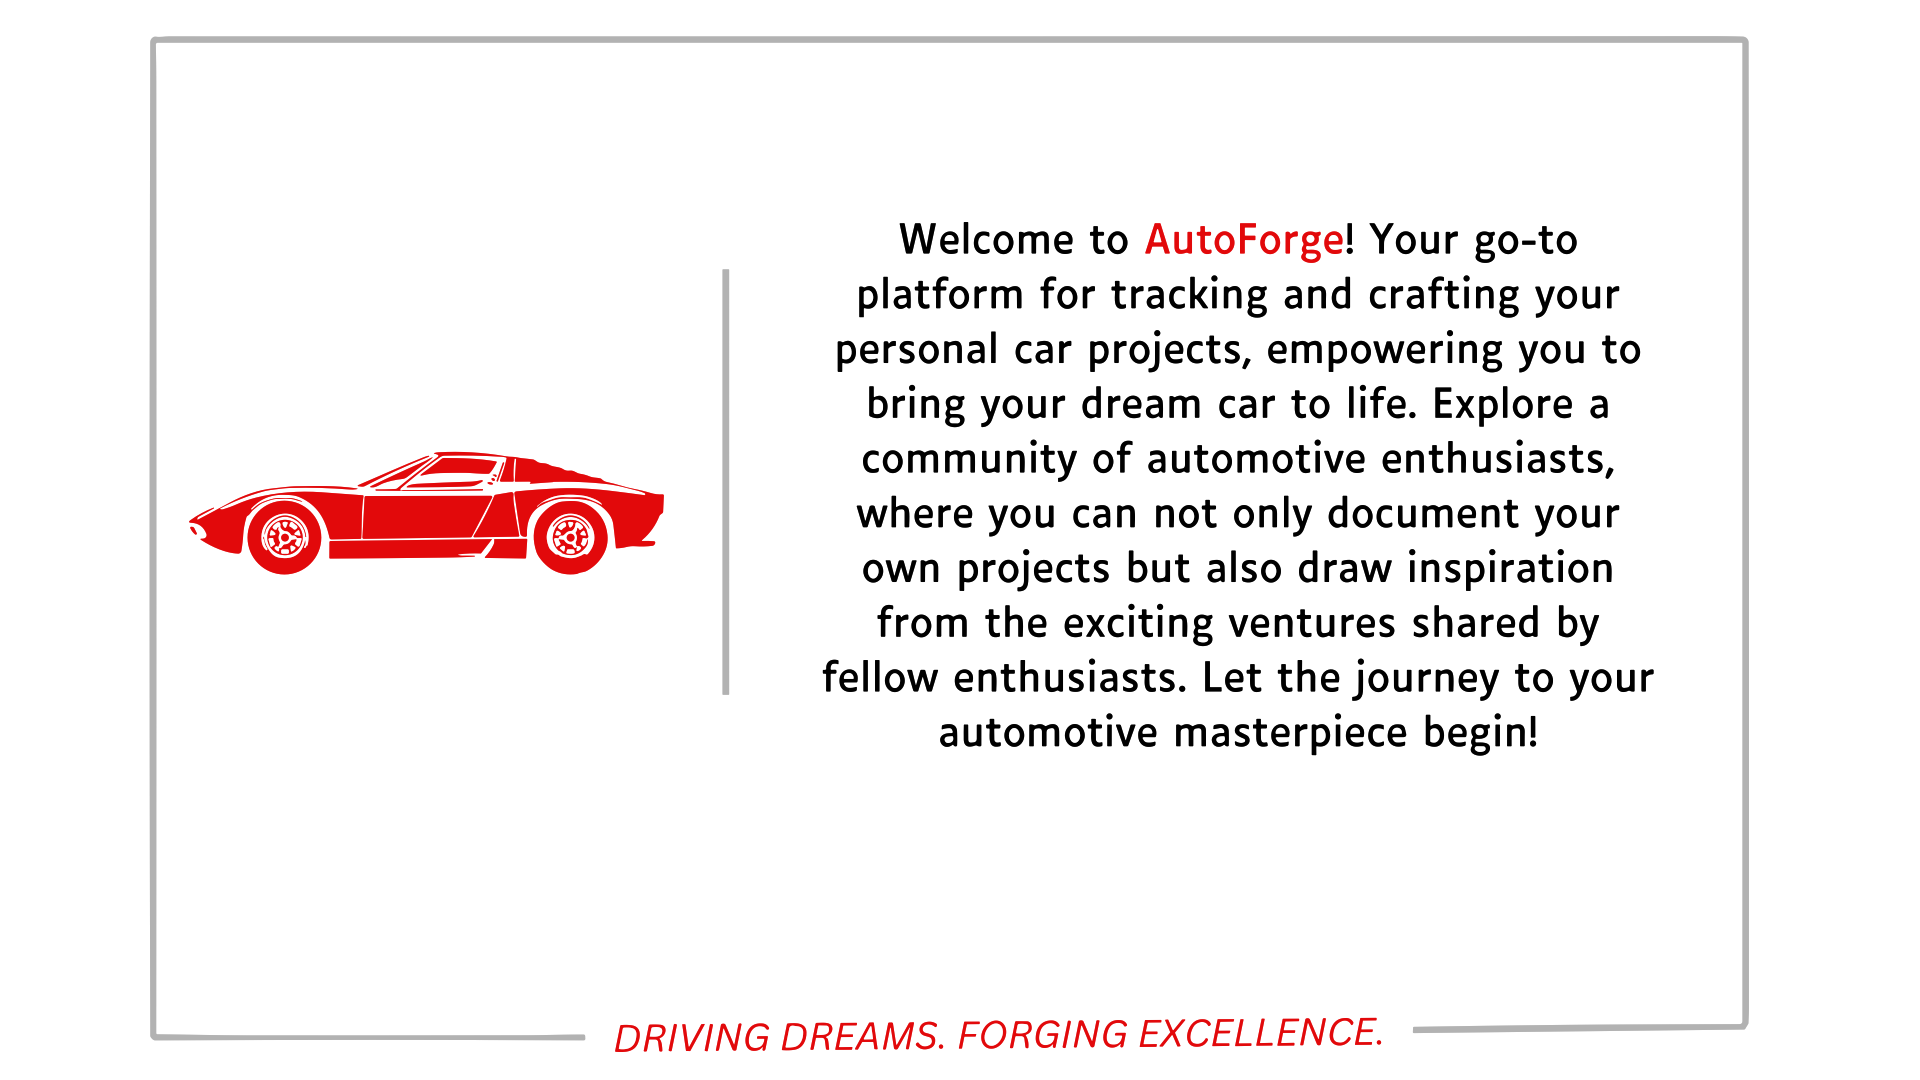 Welcome to AutoForge! Your go-to
platform for tracking and crafting your
personal car projects, empowering you to
bring your dream car to life. Explore a
community of automotive enthusiasts,
where you can not only document your
own projects but also draw inspiration
from the exciting ventures shared by
fellow enthusiasts. Let the journey to your
automotive masterpiece begin!
DRIVING DREAMS. FORGING EXCELLENCE.